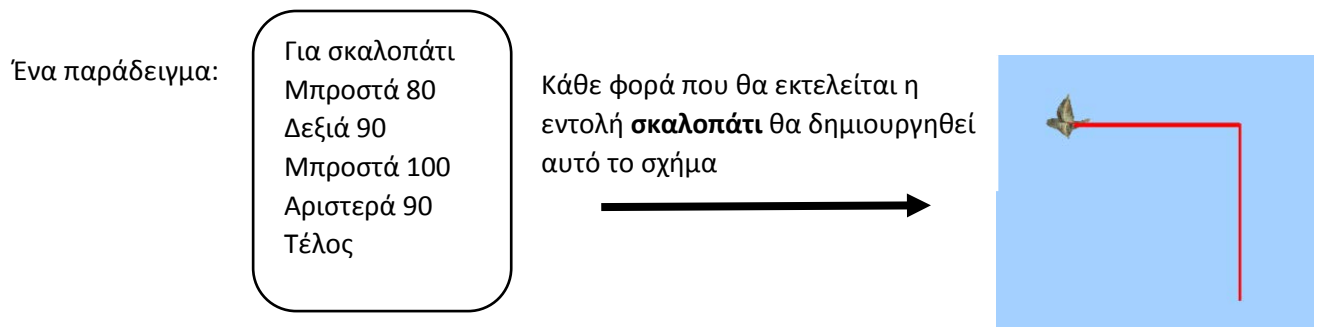 Ένα παράδειγμα:
Για σκαλοπάτι
Μπροστά 80
Δεξιά 90
Μπροστά 100
Αριστερά 90
Τέλος
Κάθε φορά που θα εκτελείται η
εντολή σκαλοπάτι θα δημιουργηθεί
αυτό το σχήμα